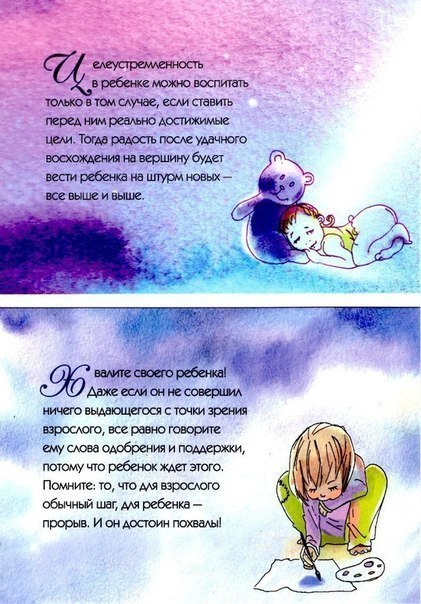 Целеустремленность
в ребенке можно воспитать
только в том случае, если ставить
перед ним реально достижимые
цели. Тогда радость после удачного
восхождения на вершину будет
вести ребенка на штурм новых —
все выше и выше.
Хвалите своего ребенка!
Даже если он не совершил
ничего выдающегося с точки зрения
взрослого, все равно говорите
ему слова одобрения и поддержки,
потому что ребенок ждет этого.
Помните: то, что для взрослого
обычный шаг, для ребенка —
прорыв. И он достоин похвалы!